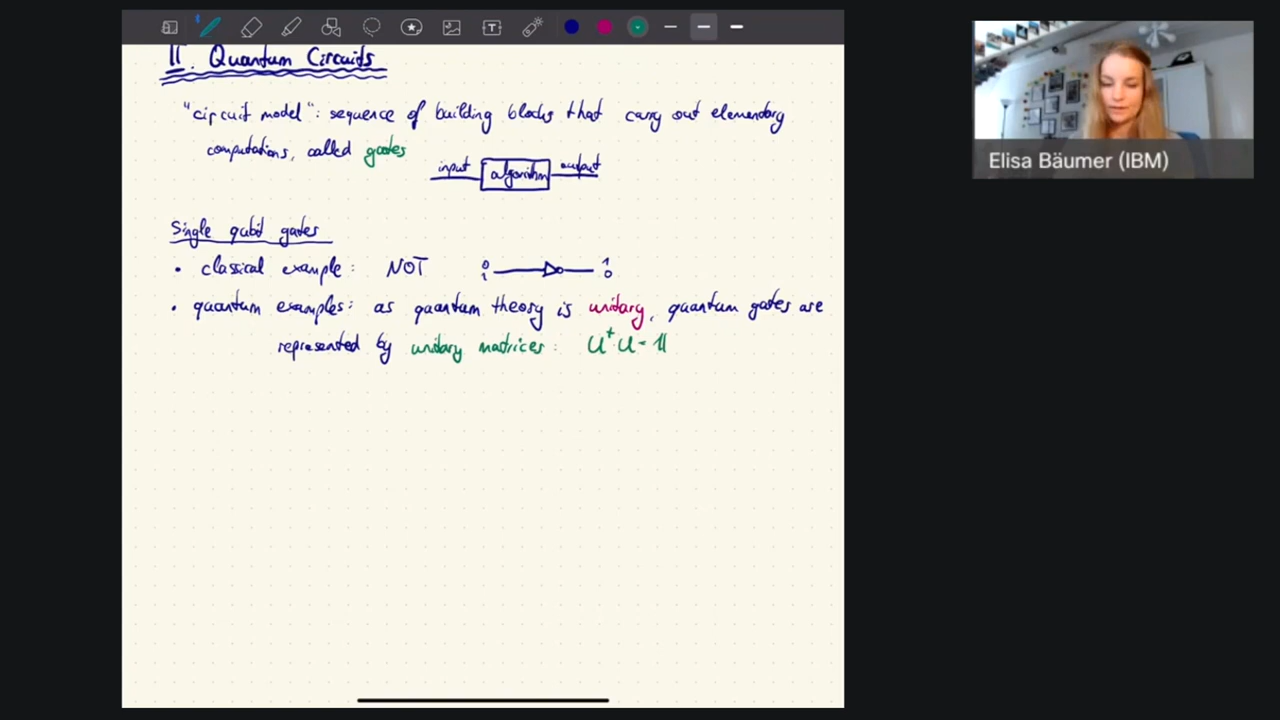 II. Quantum Circuits
"circuit model": sequence of building blocks that carry out elementary
computations, called gates
input algorithm output
Single qubit gates
• classical example: NOT 0 1 1 0
• quantum examples: as quantum theory is unitary, quantum gates are
represented by unitary matrices: U†·U=𝟙
Elisa Bäumer (IBM)